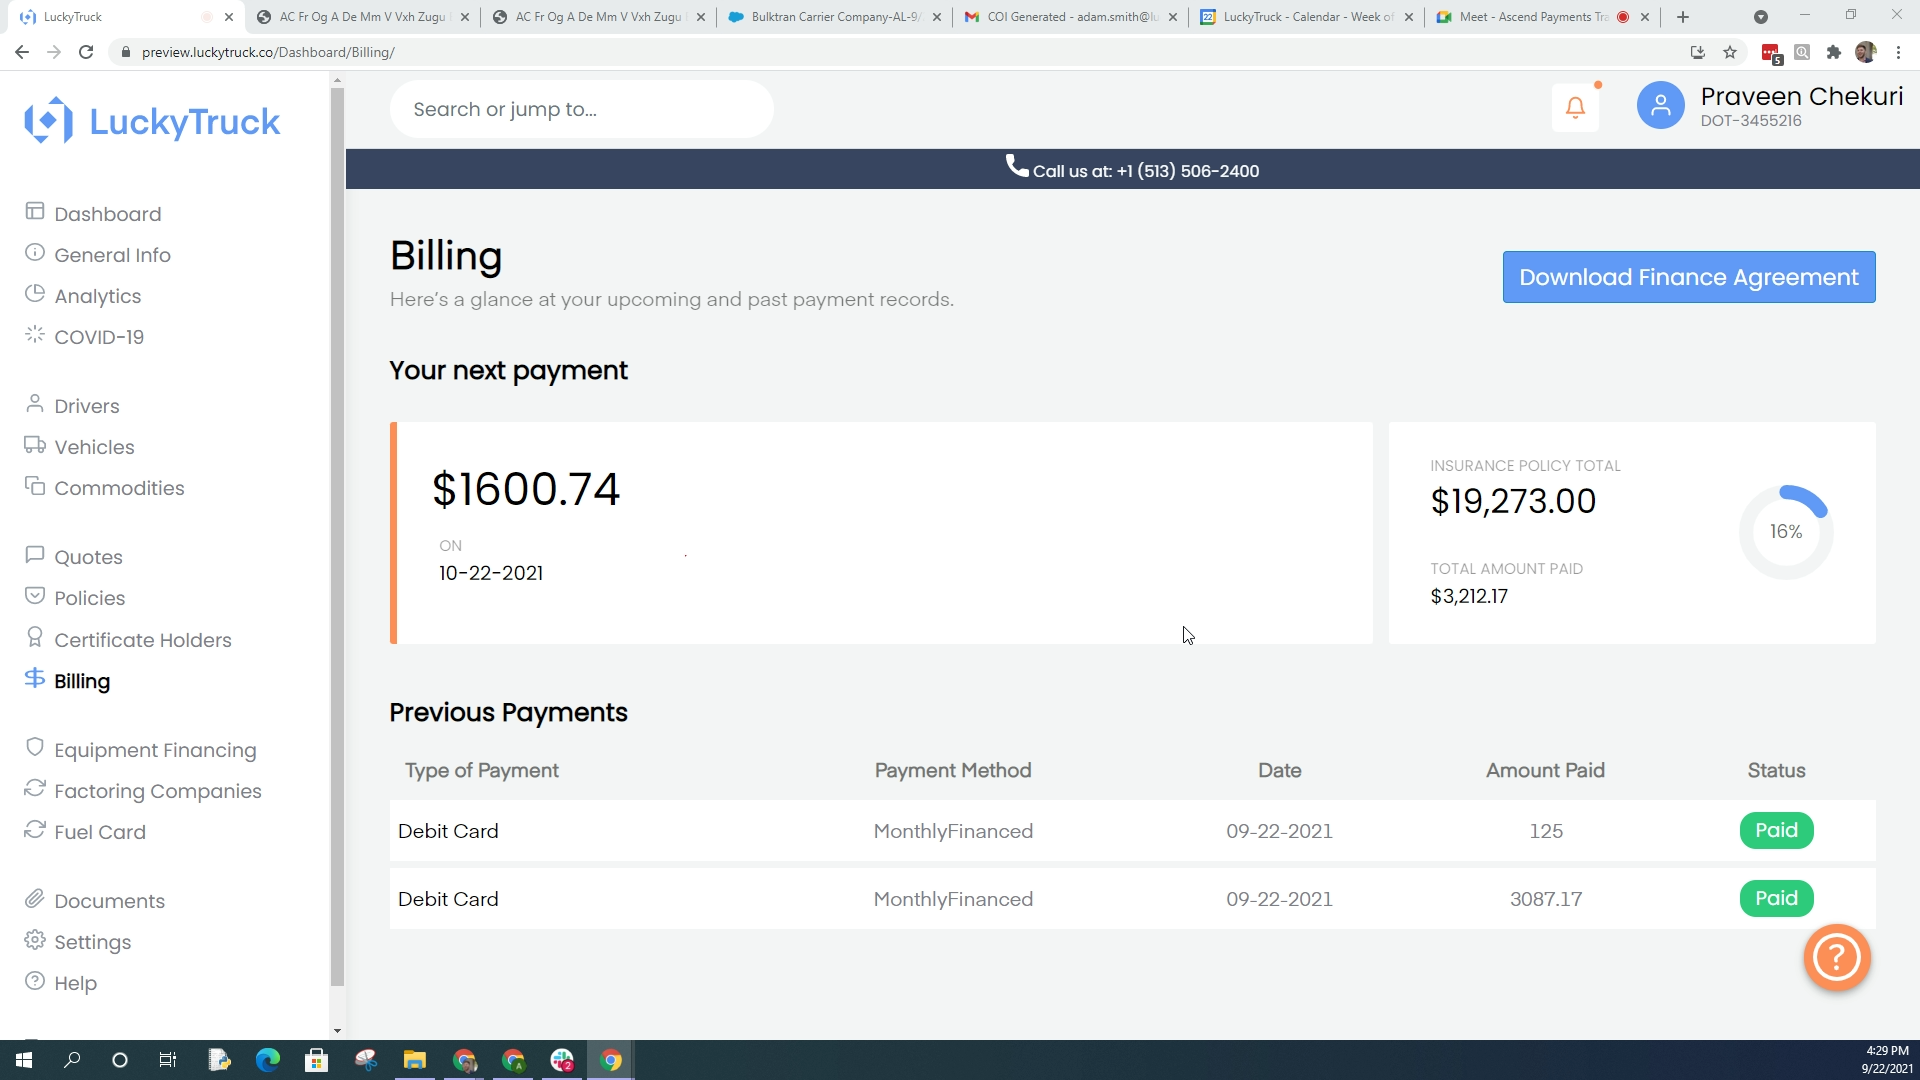 LuckyTruck
AC Fr Og A De Mm V Vxh Zugu
AC Fr Og A De Mm V Vxh Zugu
Bulktran Carrier Company-AL-9/
COI Generated - adam.smith@lu
LuckyTruck - Calendar - Week of
Meet - Ascend Payments Tra
preview.luckytruck.co/Dashboard/Billing/
5
LuckyTruck
Search or jump to...
Praveen Chekuri
DOT-3455216
Call us at: +1 (513) 506-2400
Dashboard
General Info
Analytics
COVID-19
Drivers
Vehicles
Commodities
Quotes
Policies
Certificate Holders
Billing
Equipment Financing
Factoring Companies
Fuel Card
Documents
Settings
Help
Billing
Here's a glance at your upcoming and past payment records.
Download Finance Agreement
Your next payment
$1600.74
ON
10-22-2021
INSURANCE POLICY TOTAL
$19,273.00
16%
TOTAL AMOUNT PAID
$3,212.17
Previous Payments
Type of Payment Payment Method Date Amount Paid Status
Debit Card MonthlyFinanced 09-22-2021 125 Paid
Debit Card MonthlyFinanced 09-22-2021 3087.17 Paid
?
4:29 PM
9/22/2021